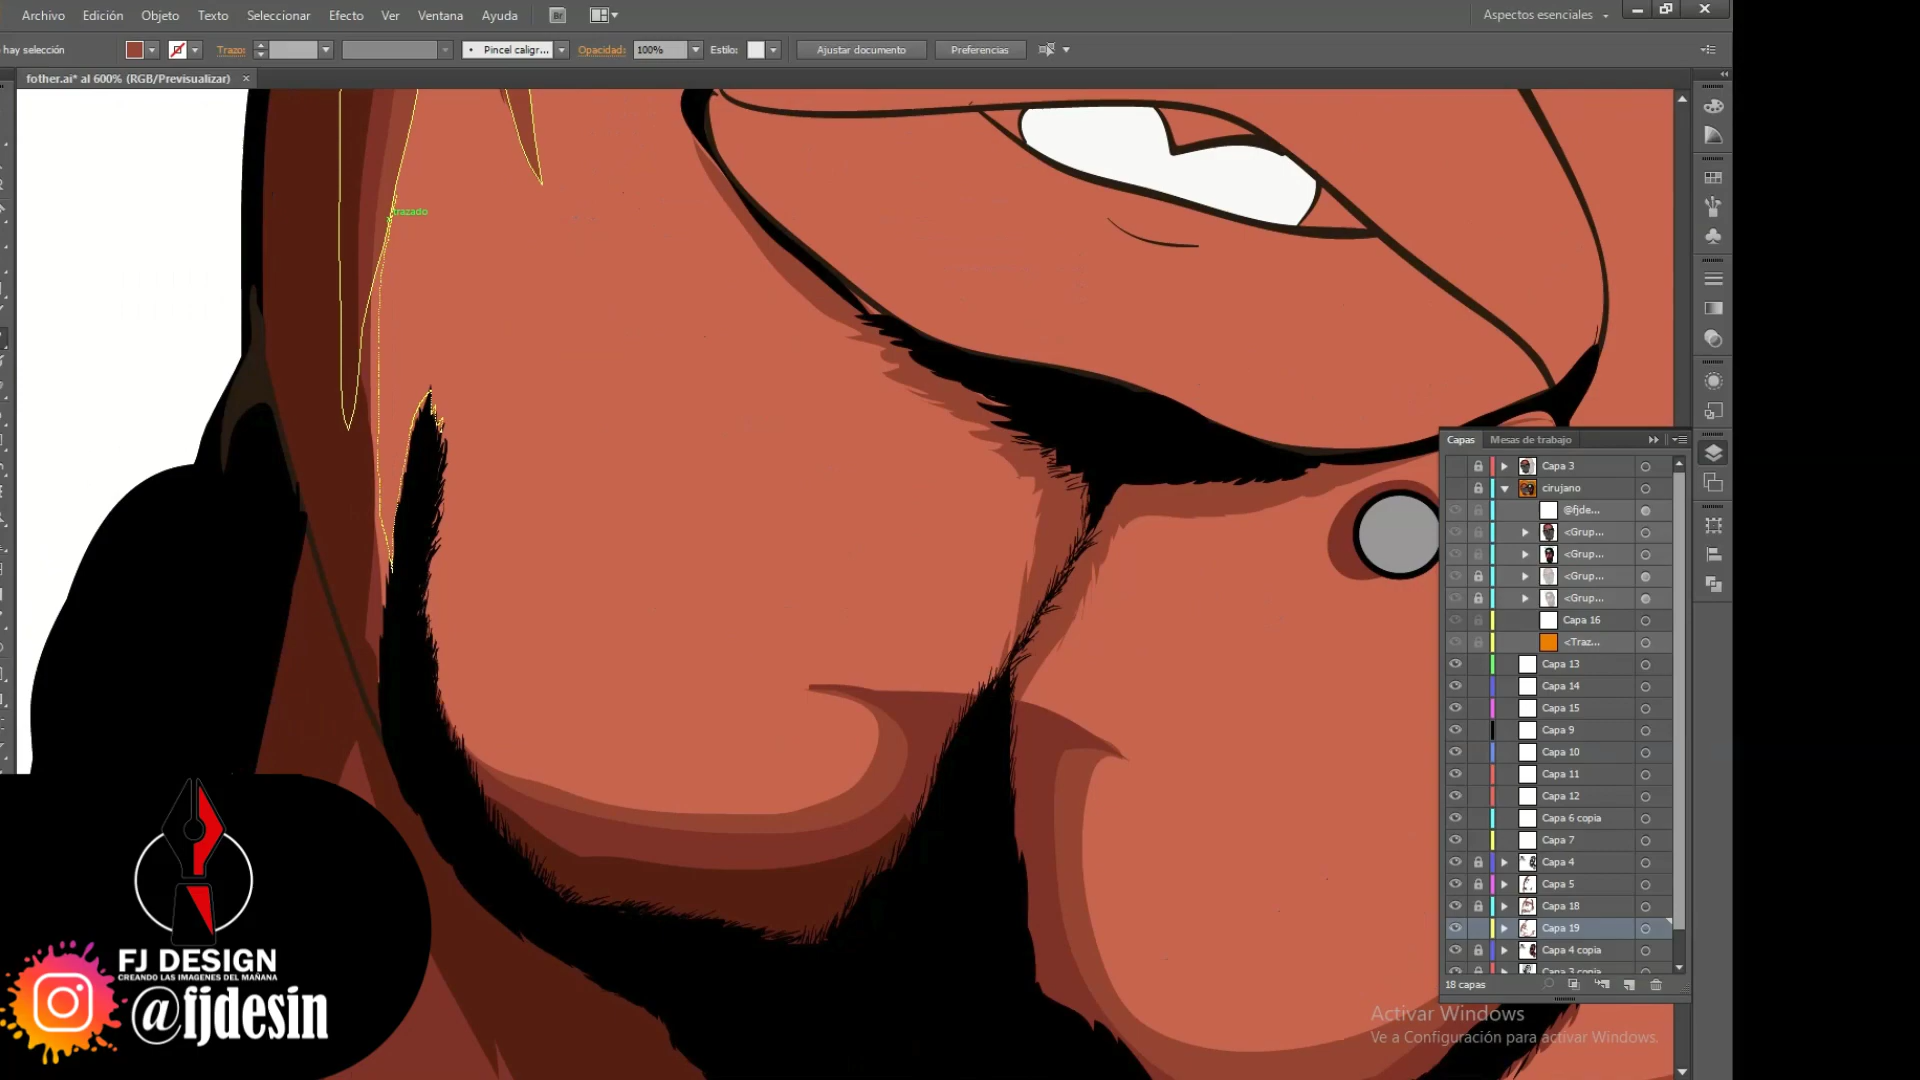 Archivo Edición Objeto Texto Seleccionar Efecto Ver Ventana Ayuda Br Aspectos esenciales
hay selección Trazo: Pincel caligr... Opacidad: 100% Estilo: Ajustar documento Preferencias
fother.ai* al 600% (RGB/Previsualizar)
trazado
Capas Mesas de trabajo
Capa 3
cirujano
@fjde...
<Grup...
<Grup...
<Grup...
<Grup...
Capa 16
<Traz...
Capa 13
Capa 14
Capa 15
Capa 9
Capa 10
Capa 11
Capa 12
Capa 6 copia
Capa 7
Capa 4
Capa 5
Capa 18
Capa 19
Capa 4 copia
Capa 3 copia
18 capas
Activar Windows
Ve a Configuración para activar Windows.
FJ DESIGN
CREANDO LAS IMAGENES DEL MAÑANA
@fjdesin